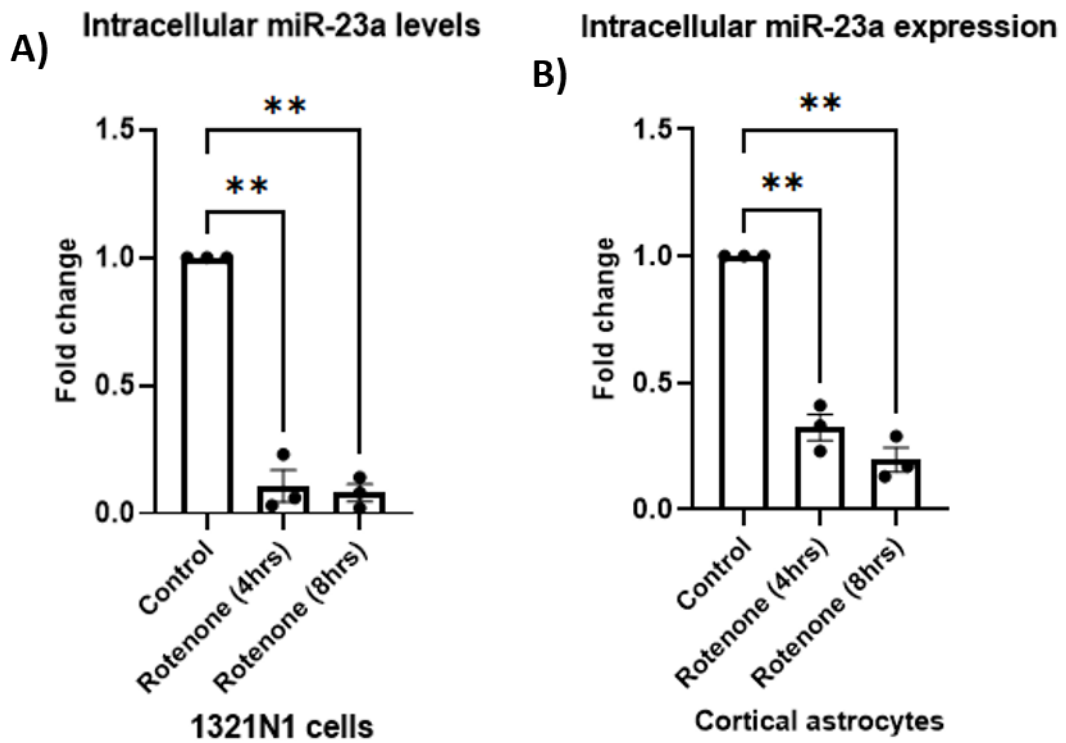 A)
Intracellular miR-23a levels
**
**
1.5
1.0
0.5
0.0
Fold change
Control
Rotenone (4hrs)
Rotenone (8hrs)
1321N1 cells
B)
Intracellular miR-23a expression
**
**
1.5
1.0
0.5
0.0
Fold change
Control
Rotenone (4hrs)
Rotenone (8hrs)
Cortical astrocytes